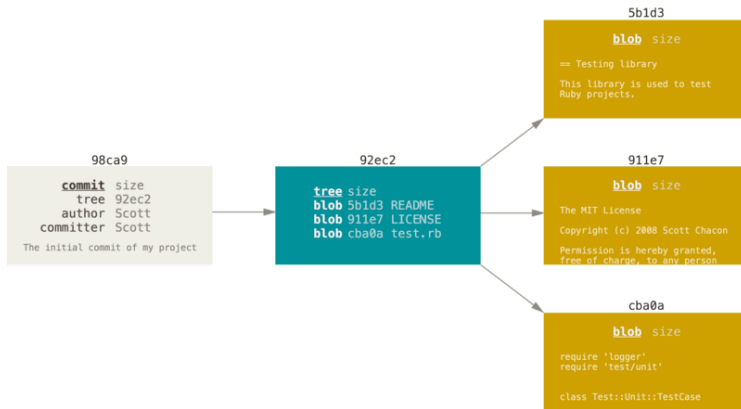 5b1d3
blob size
== Testing library
This library is used to test
Ruby projects.
98ca9
commit size
tree 92ec2
author Scott
committer Scott
The initial commit of my project
92ec2
tree size
blob 5b1d3 README
blob 911e7 LICENSE
blob cba0a test.rb
911e7
blob size
The MIT License
Copyright (c) 2008 Scott Chacon
Permission is hereby granted,
free of charge, to any person
cba0a
blob size
require 'logger'
require 'test/unit'
class Test::Unit::TestCase